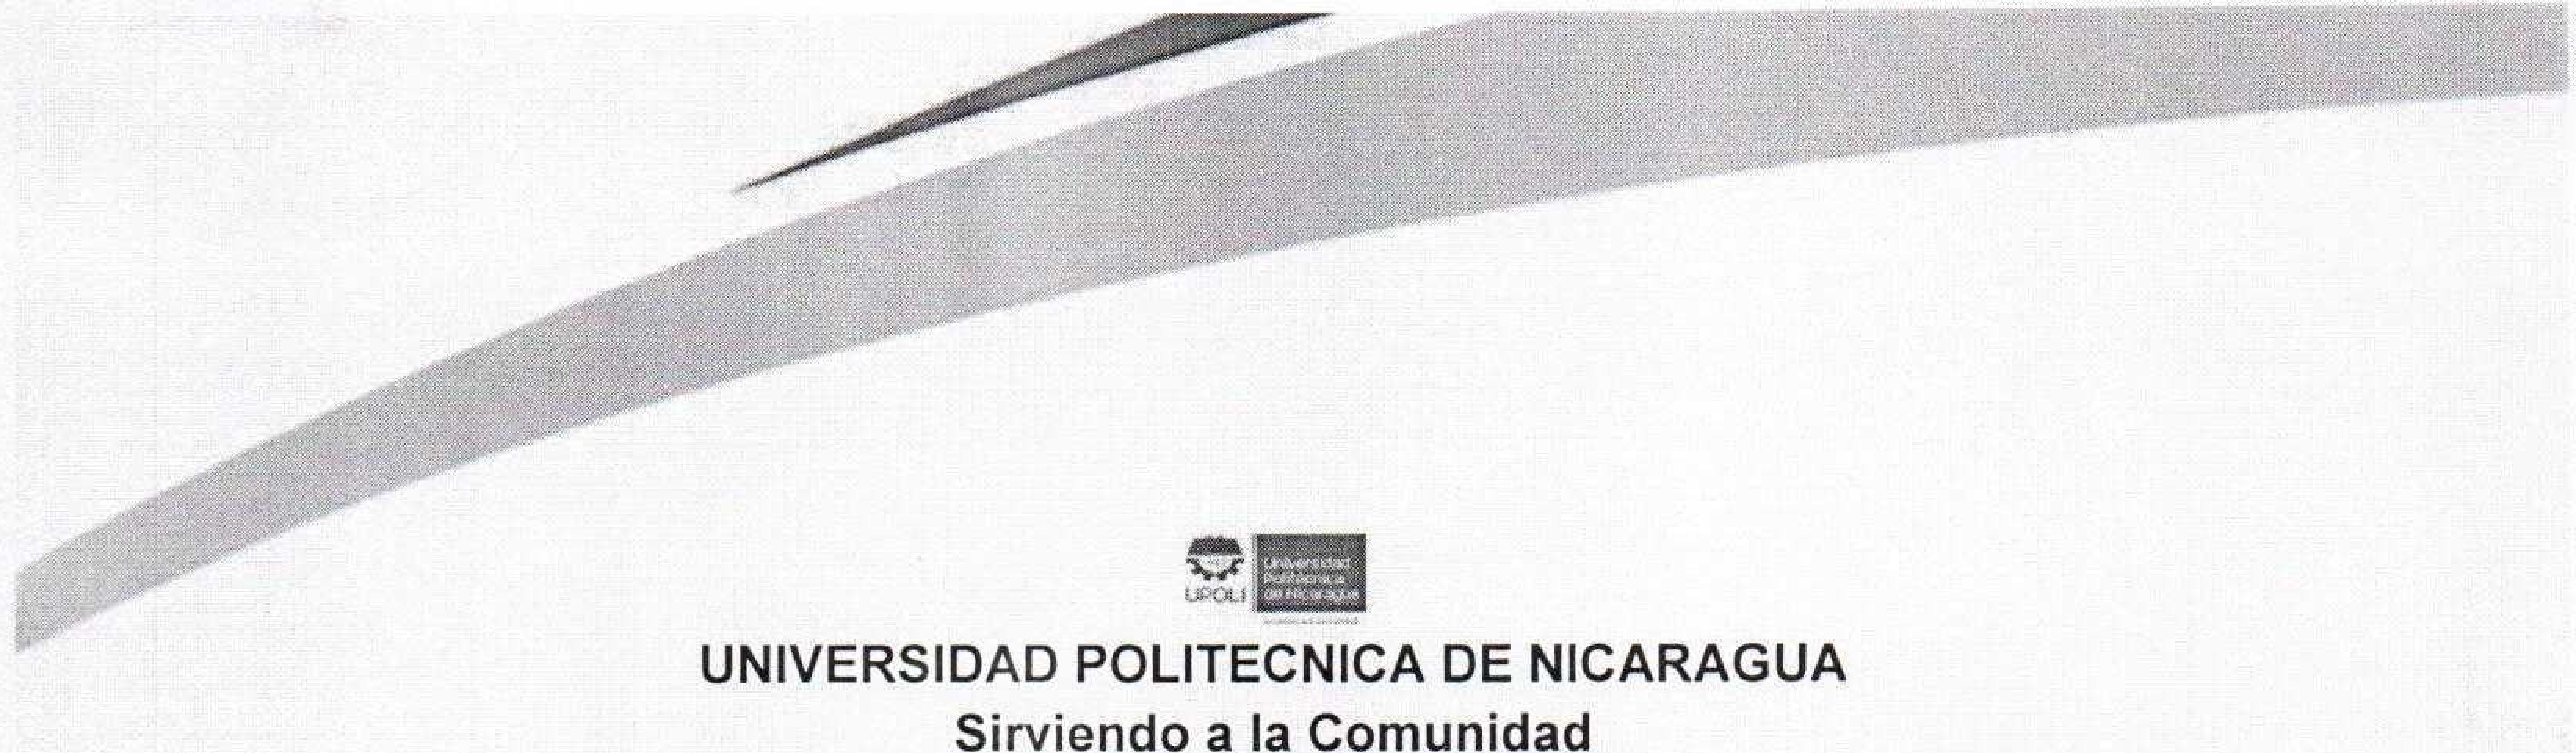 UPOLI
Universidad
Politécnica
de Nicaragua
UNIVERSIDAD POLITECNICA DE NICARAGUA
Sirviendo a la Comunidad